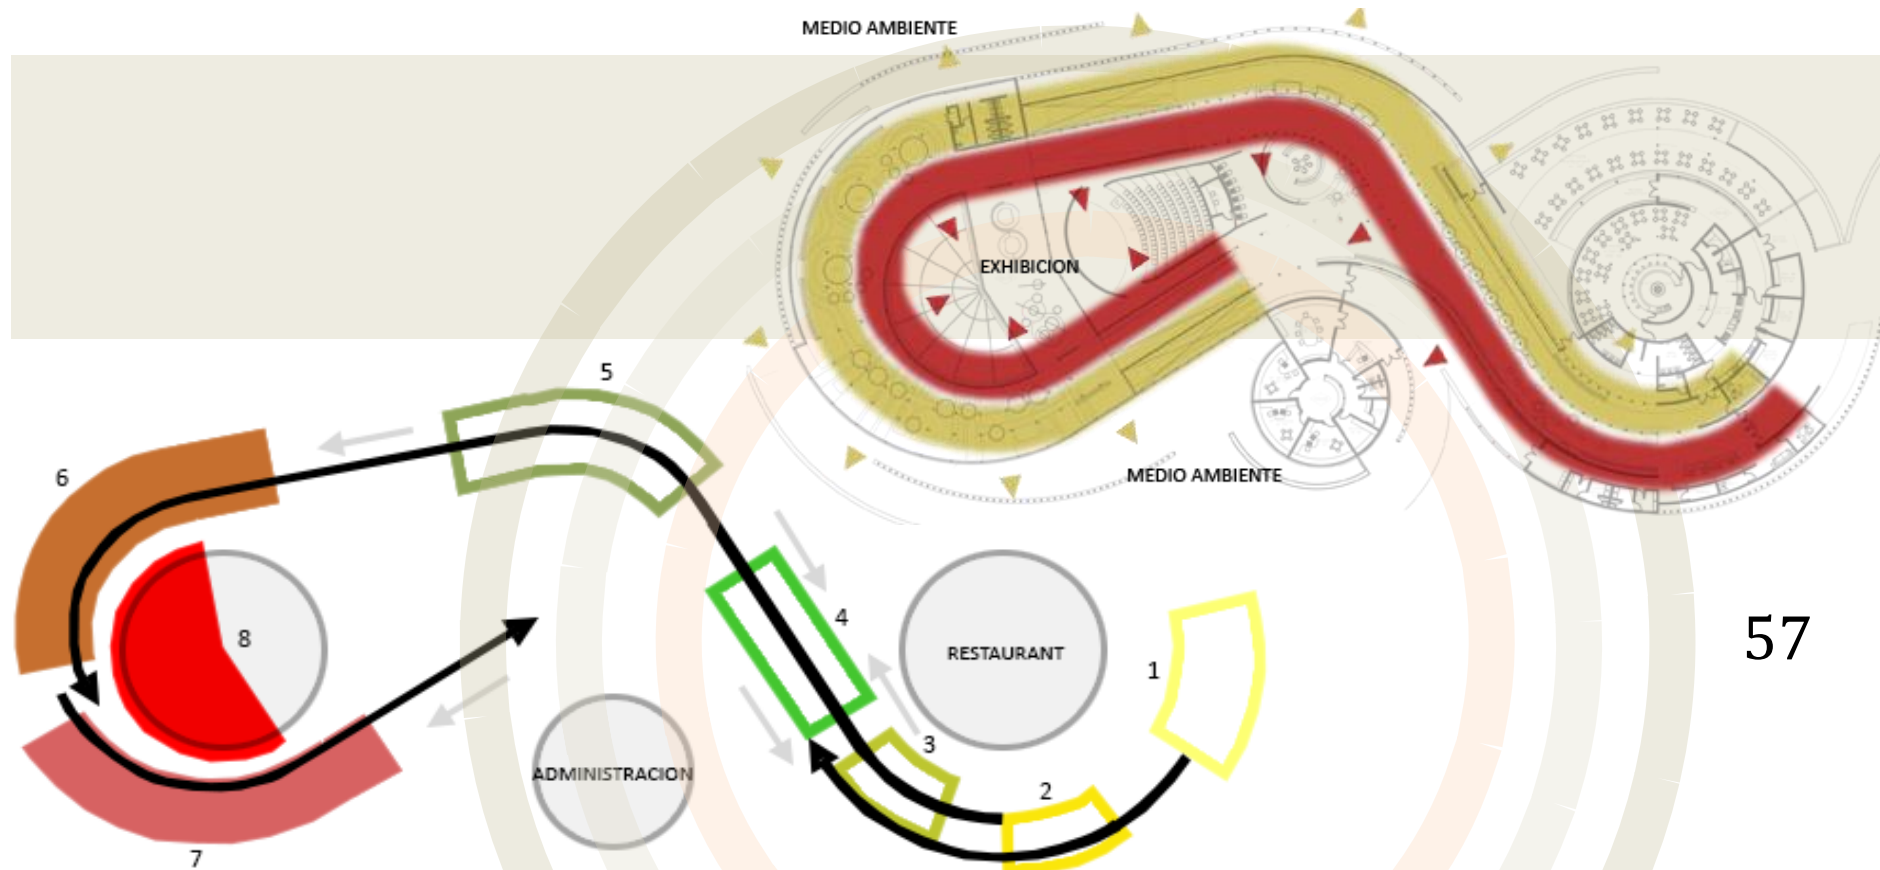 MEDIO AMBIENTE
EXHIBICION
MEDIO AMBIENTE
5
6
4
8
RESTAURANT
1
57
3
ADMINISTRACION
2
7